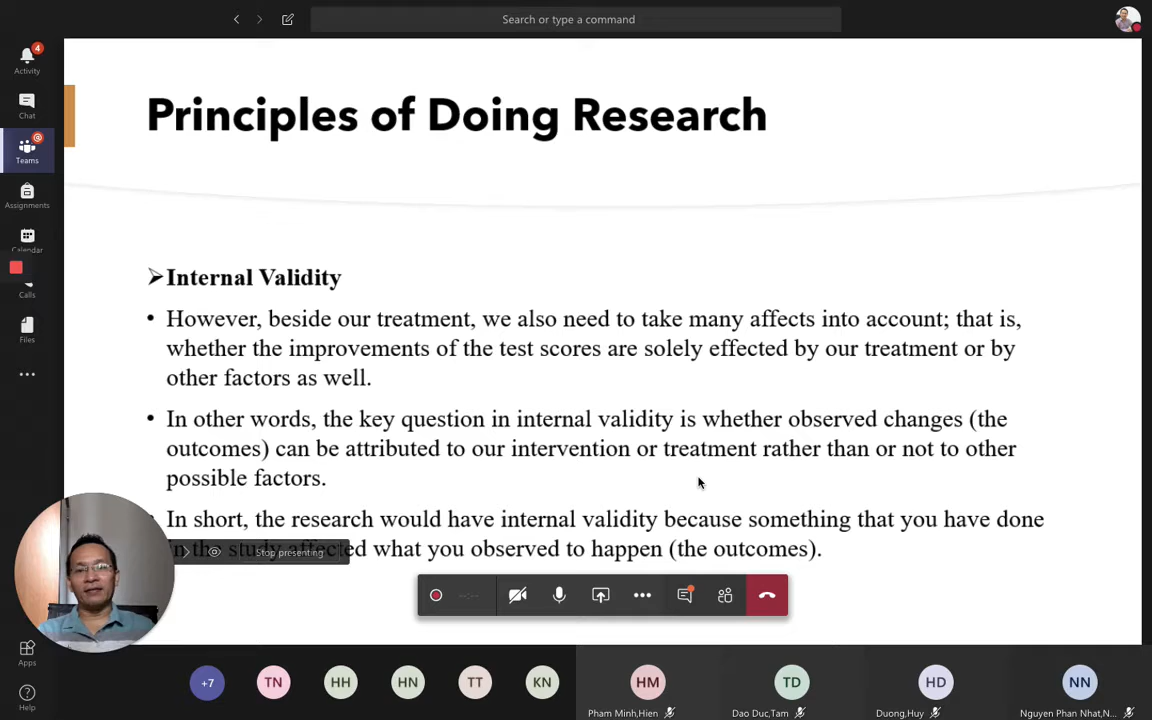 Search or type a command
4
Activity
Chat
Teams
Assignments
Calendar
Calls
Files
Principles of Doing Research
Internal Validity
However, beside our treatment, we also need to take many affects into account; that is,
whether the improvements of the test scores are solely effected by our treatment or by
other factors as well.
In other words, the key question in internal validity is whether observed changes (the
outcomes) can be attributed to our intervention or treatment rather than or not to other
possible factors.
In short, the research would have internal validity because something that you have done
in the study affected what you observed to happen (the outcomes).
Stop presenting
--:--
Apps
Help
+7
TN
HH
HN
TT
KN
HM
TD
HD
NN
Pham Minh,Hien
Dao Duc,Tam
Duong,Huy
Nguyen Phan Nhat,N...